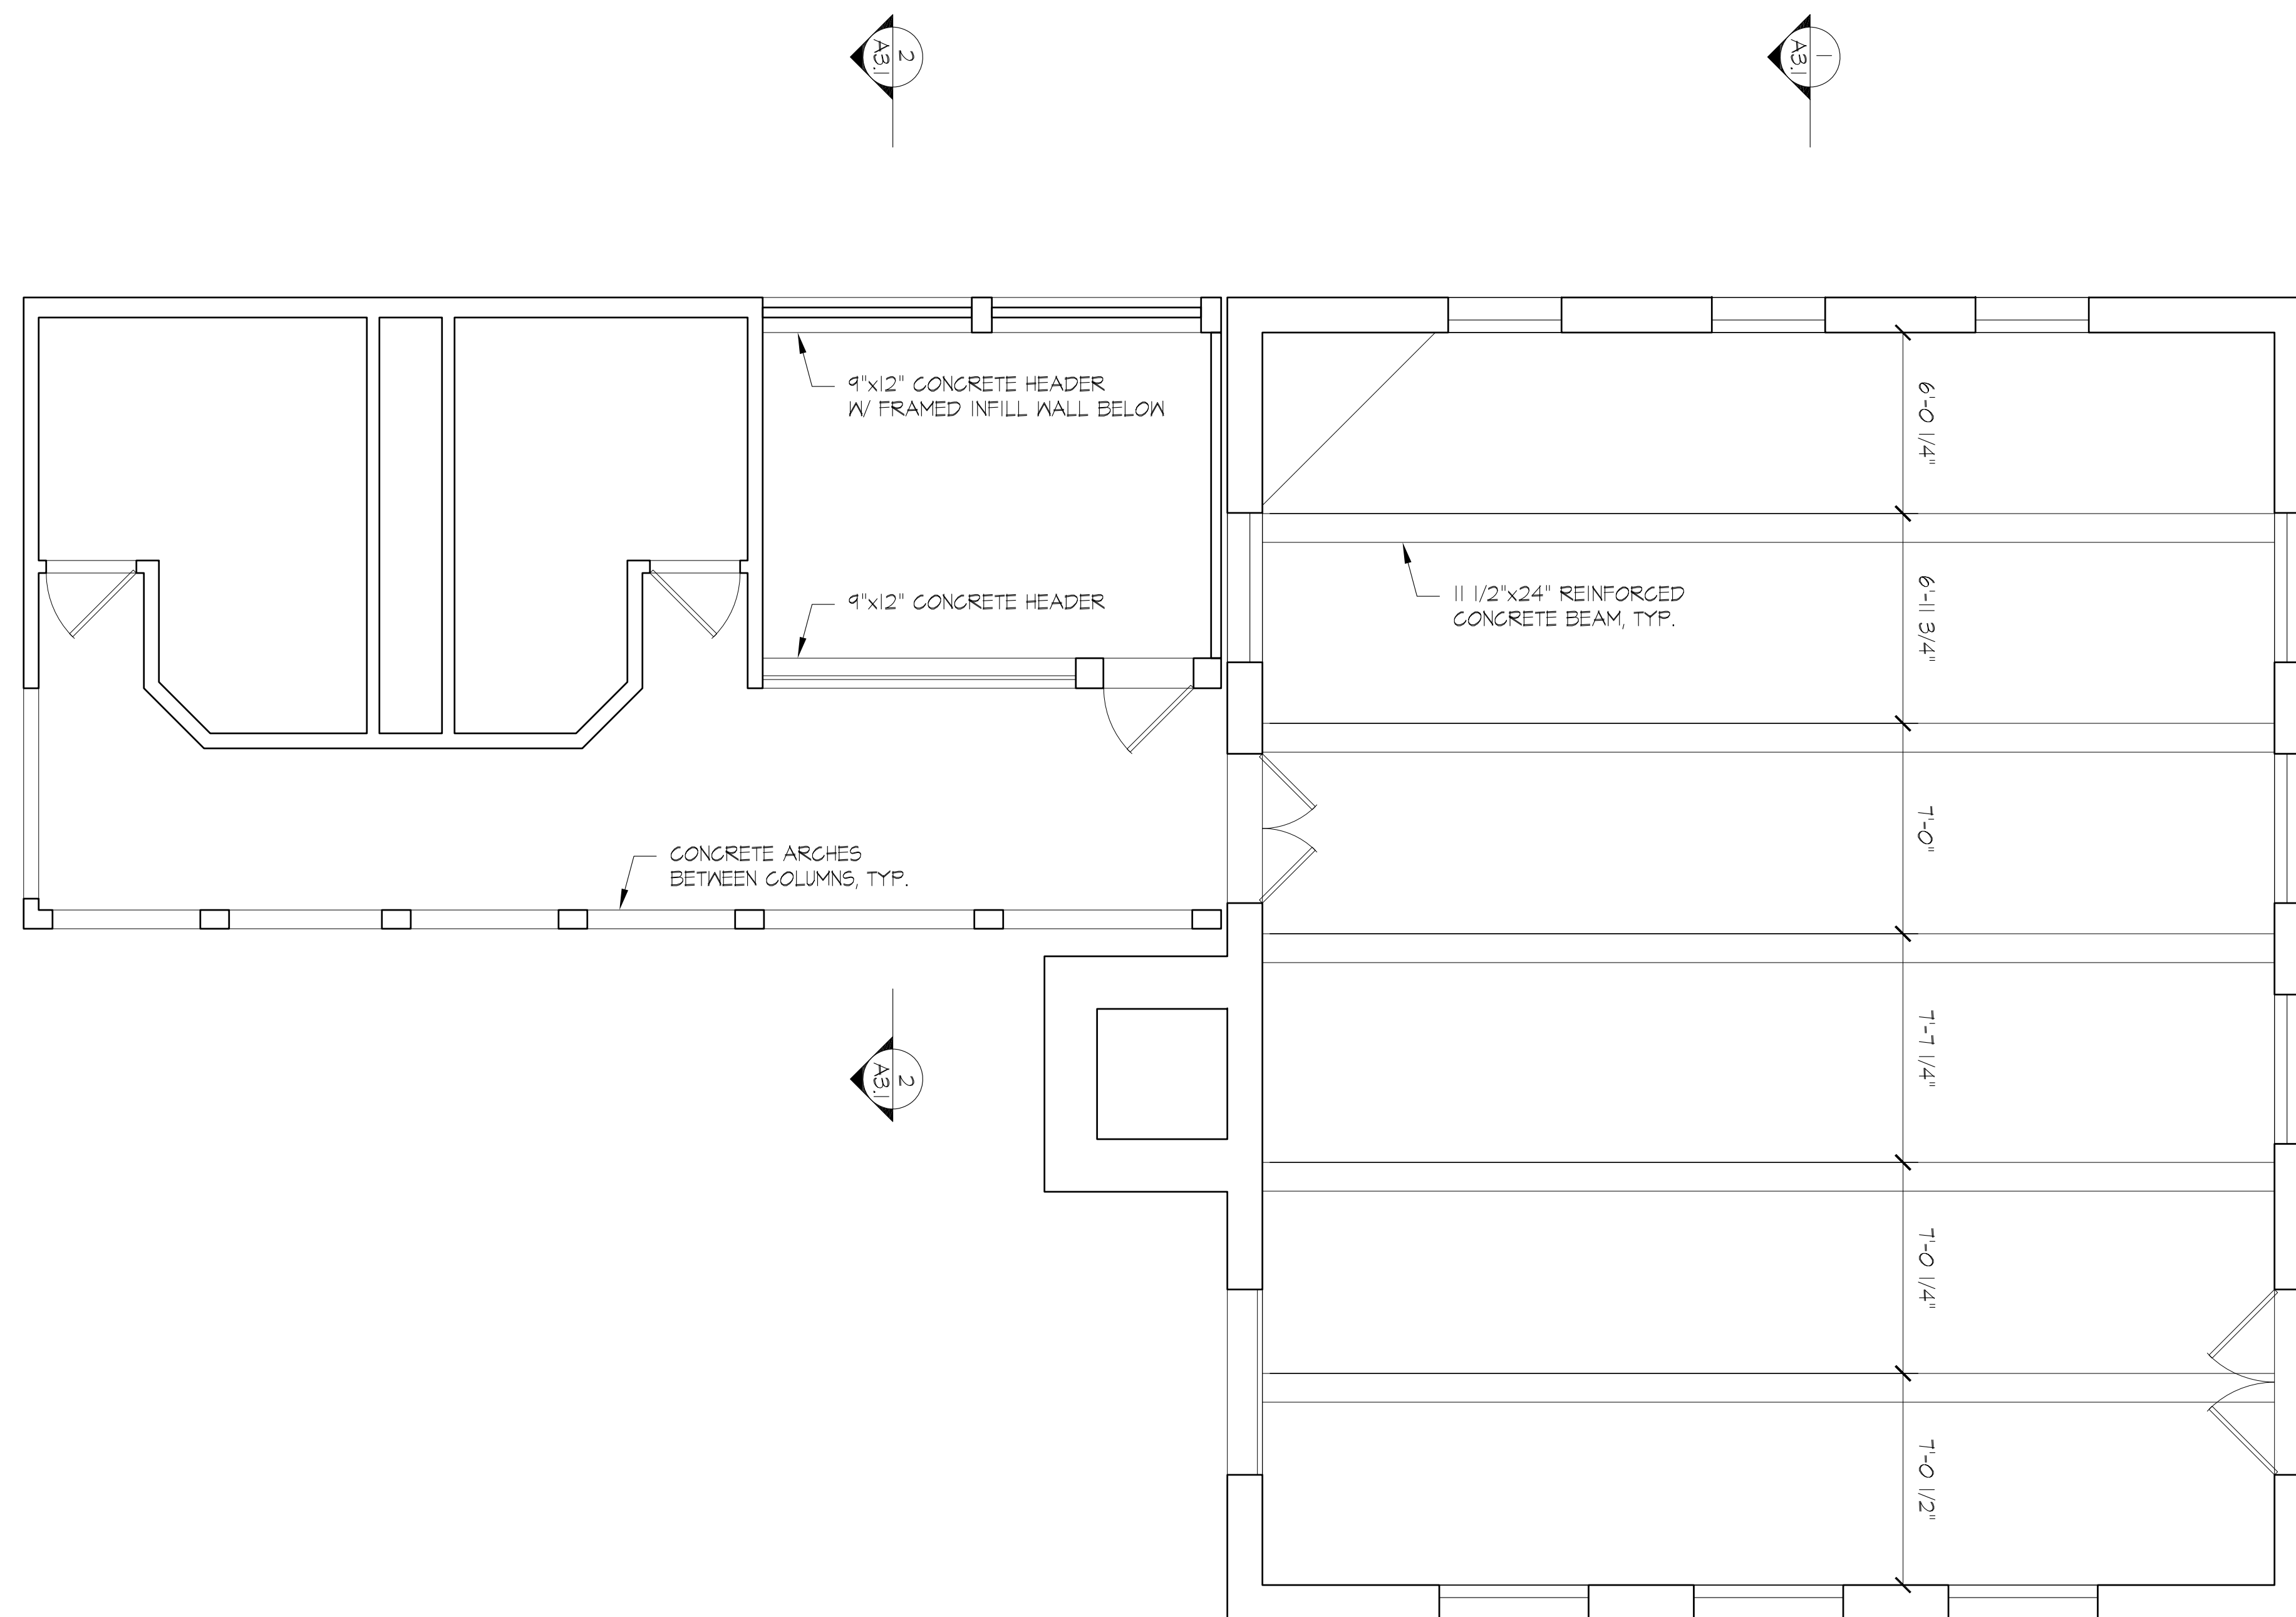 2
A3.1
1
A3.1
9"x12" CONCRETE HEADER
W/ FRAMED INFILL WALL BELOW
6'-0 1/4"
9"x12" CONCRETE HEADER
11 1/2"x24" REINFORCED
CONCRETE BEAM, TYP.
6'-11 3/4"
7'-0"
CONCRETE ARCHES
BETWEEN COLUMNS, TYP.
2
A3.1
7'-7 1/4"
7'-0 1/4"
7'-0 1/2"